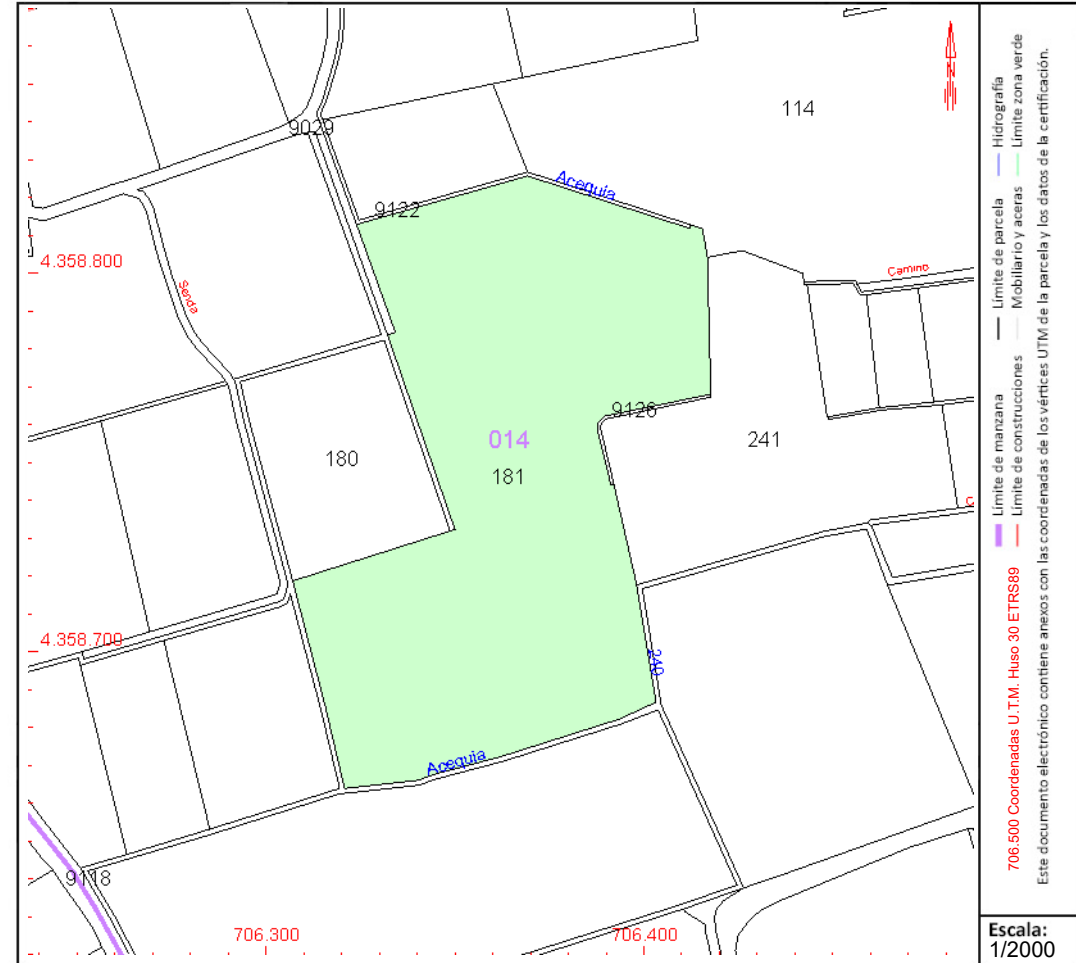 114
9029
Acequia
9122
4.358.800
Camino
Senda
9126
014
241
180
181
4.358.700
240
Acequia
9118
706.300
706.400
N
Límite de manzana
Límite de parcela
Hidrografía
Límite de construcciones
Mobiliario y aceras
Límite zona verde
706.500 Coordenadas U.T.M. Huso 30 ETRS89
Este documento electrónico contiene anexos con las coordenadas de los vértices UTM de la parcela y los datos de la certificación.
Escala:
1/2000